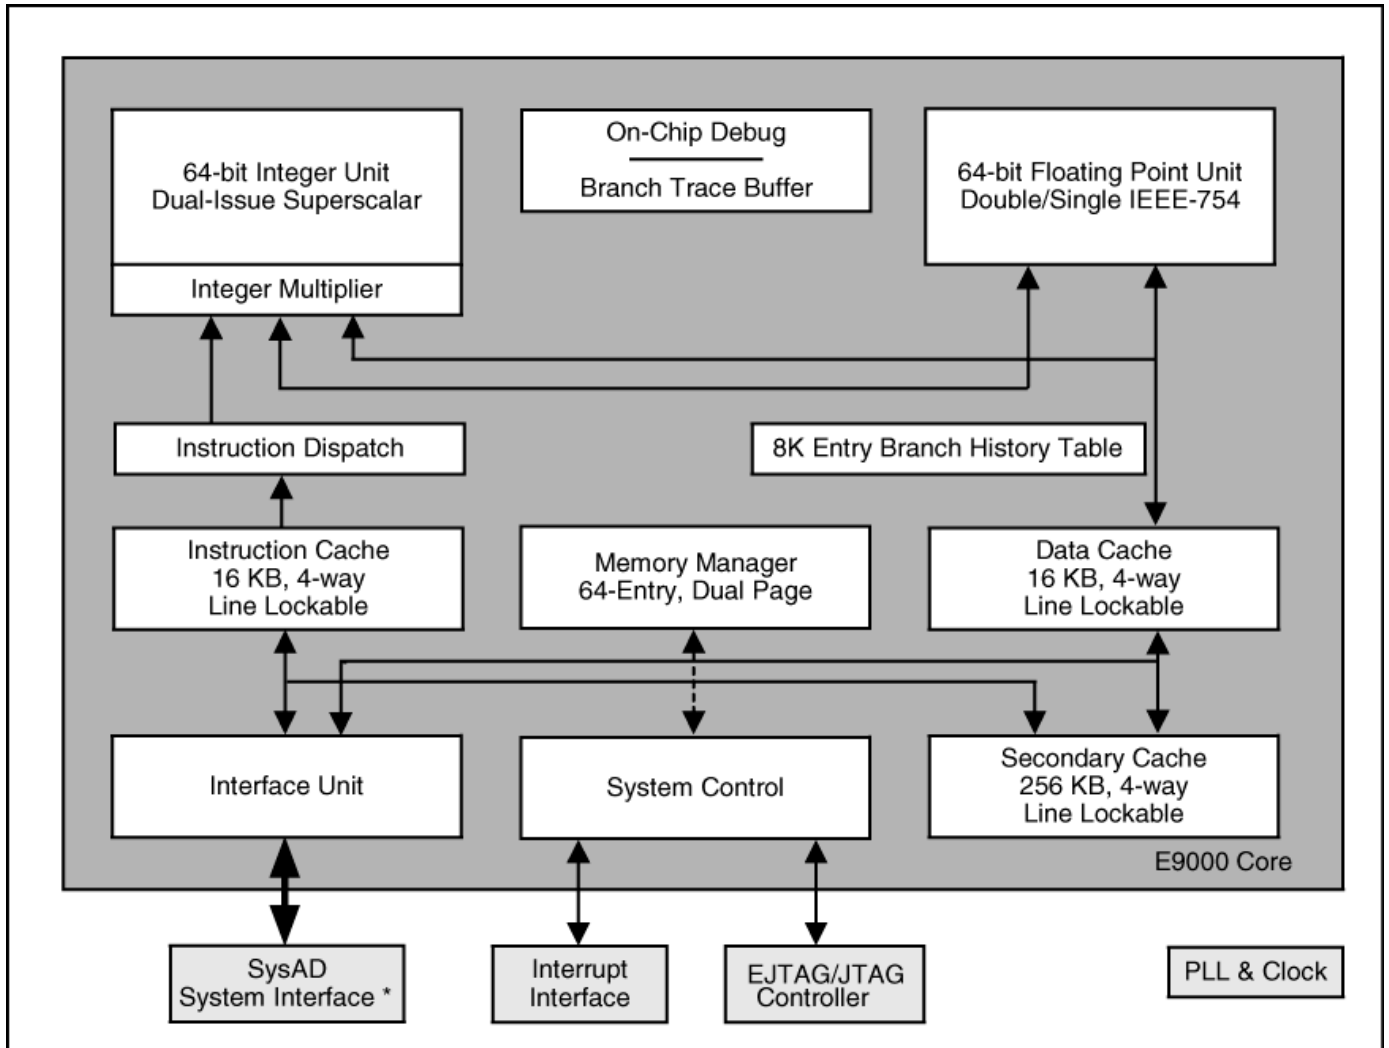 64-bit Integer Unit
Dual-Issue Superscalar
Integer Multiplier
On-Chip Debug
Branch Trace Buffer
64-bit Floating Point Unit
Double/Single IEEE-754
Instruction Dispatch
8K Entry Branch History Table
Instruction Cache
16 KB, 4-way
Line Lockable
Memory Manager
64-Entry, Dual Page
Data Cache
16 KB, 4-way
Line Lockable
Interface Unit
System Control
Secondary Cache
256 KB, 4-way
Line Lockable
E9000 Core
SysAD
System Interface *
Interrupt
Interface
EJTAG/JTAG
Controller
PLL & Clock